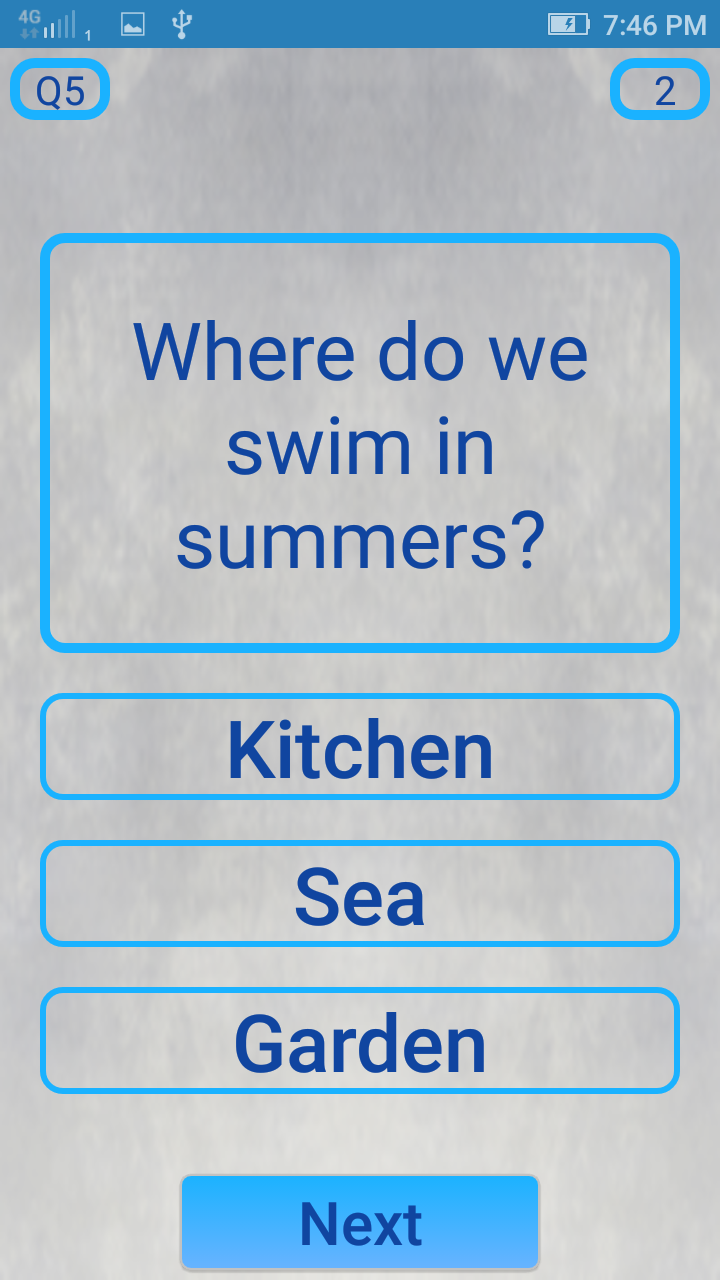 4G 1 7:46 PM
Q5 2
Where do we
swim in
summers?
Kitchen
Sea
Garden
Next